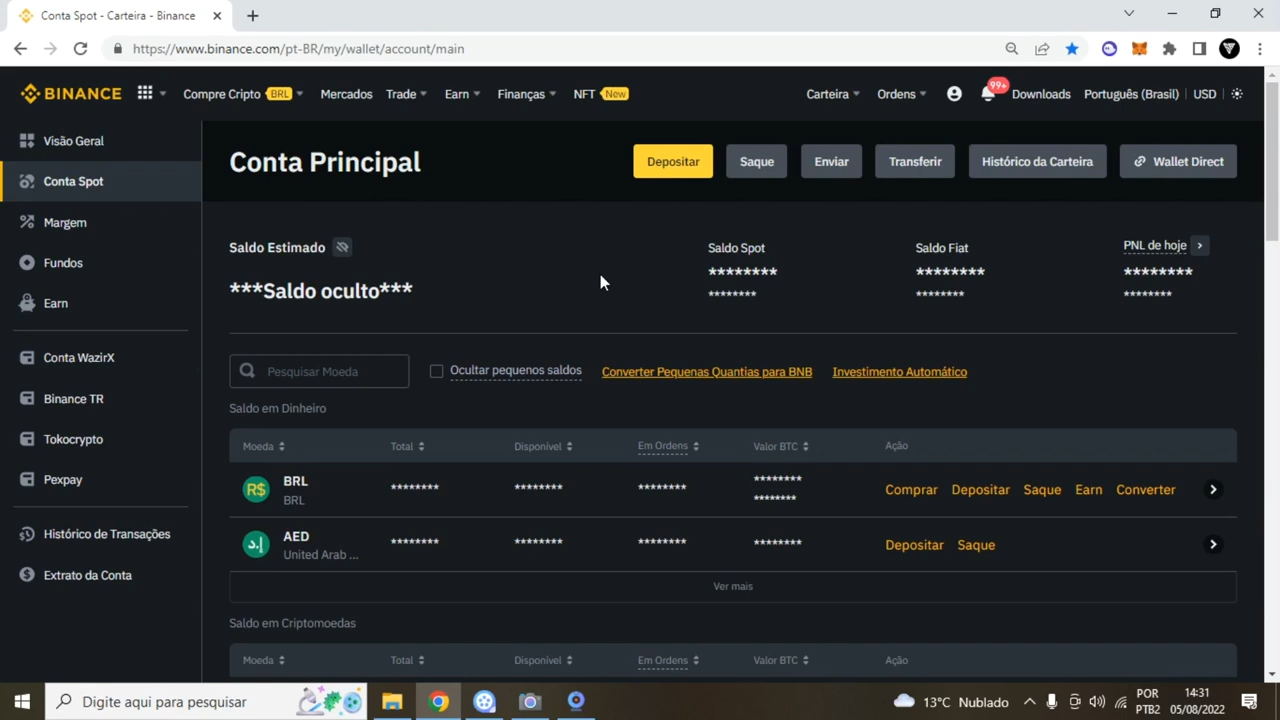 Conta Spot - Carteira - Binance
https://www.binance.com/pt-BR/my/wallet/account/main
BINANCE
Compre Cripto BRL
Mercados
Trade
Earn
Finanças
NFT New
Carteira
Ordens
99+
Downloads
Português (Brasil)
USD
Visão Geral
Conta Spot
Margem
Fundos
Earn
Conta WazirX
Binance TR
Tokocrypto
Pexpay
Histórico de Transações
Extrato da Conta
Conta Principal
Depositar
Saque
Enviar
Transferir
Histórico da Carteira
Wallet Direct
Saldo Estimado
***Saldo oculto***
Saldo Spot
********
********
Saldo Fiat
********
********
PNL de hoje
********
********
Pesquisar Moeda
Ocultar pequenos saldos
Converter Pequenas Quantias para BNB
Investimento Automático
Saldo em Dinheiro
Moeda Total Disponível Em Ordens Valor BTC Ação
R$ BRL ******** ******** ******** ******** Comprar Depositar Saque Earn Converter
BRL ********
د.إ AED ******** ******** ******** ******** Depositar Saque
United Arab ...
Ver mais
Saldo em Criptomoedas
Moeda Total Disponível Em Ordens Valor BTC Ação
Digite aqui para pesquisar
13°C Nublado
POR
PTB2
14:31
05/08/2022